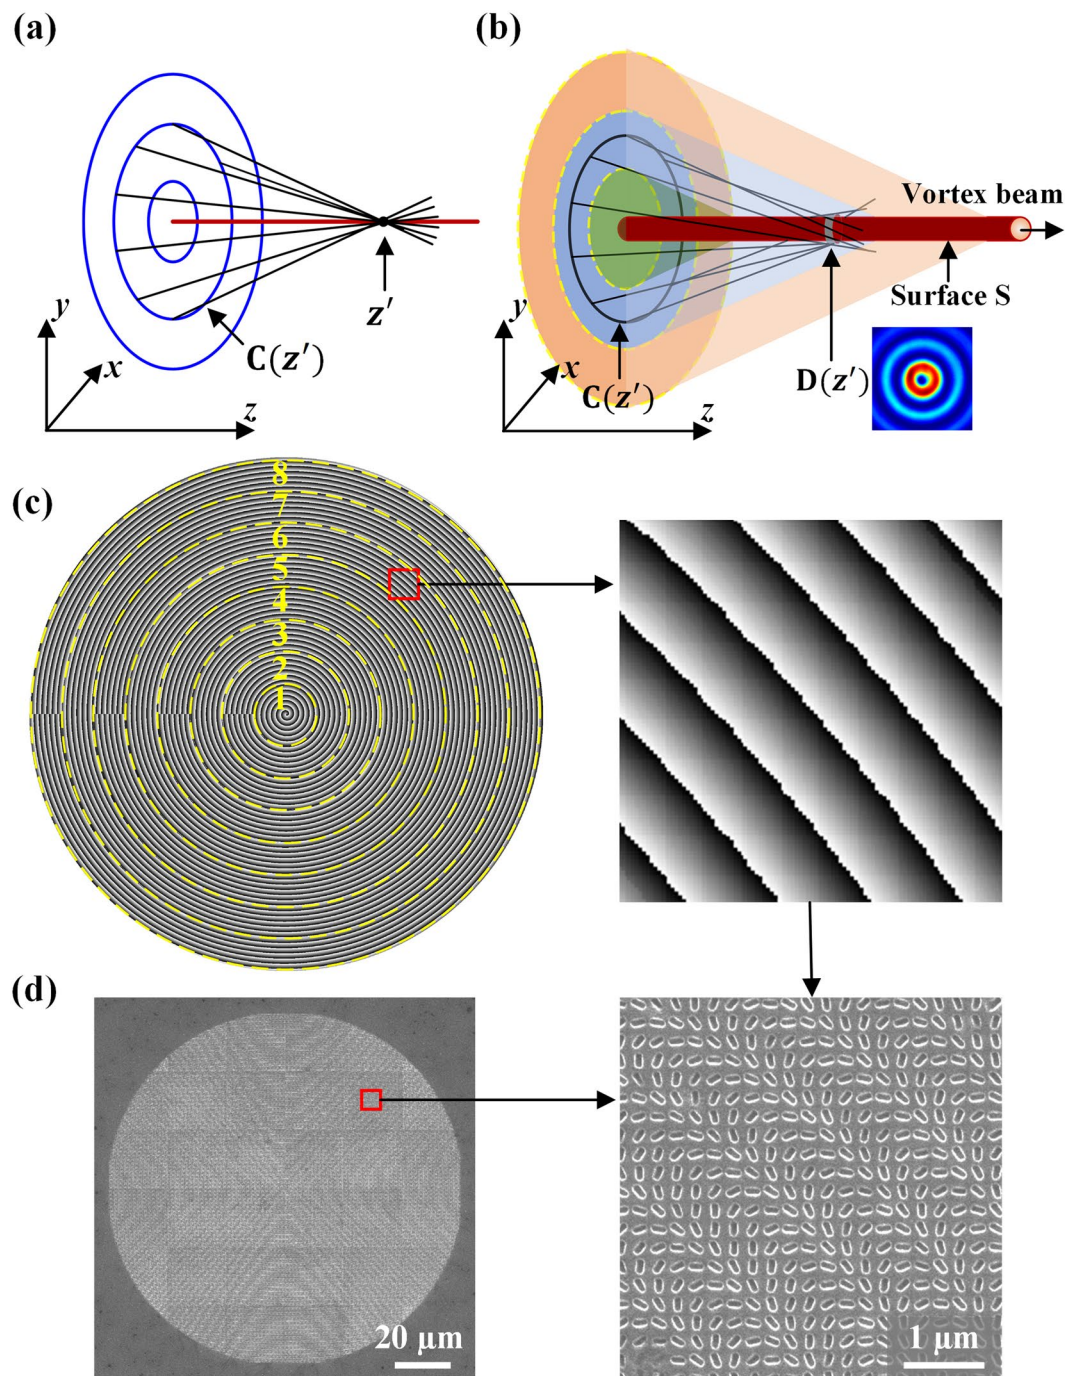 (a)
z′
C(z′)
y
x
z
(b)
Vortex beam
Surface S
D(z′)
C(z′)
y
x
z
(c)
8
7
6
5
4
3
2
1
(d)
20 μm
1 μm